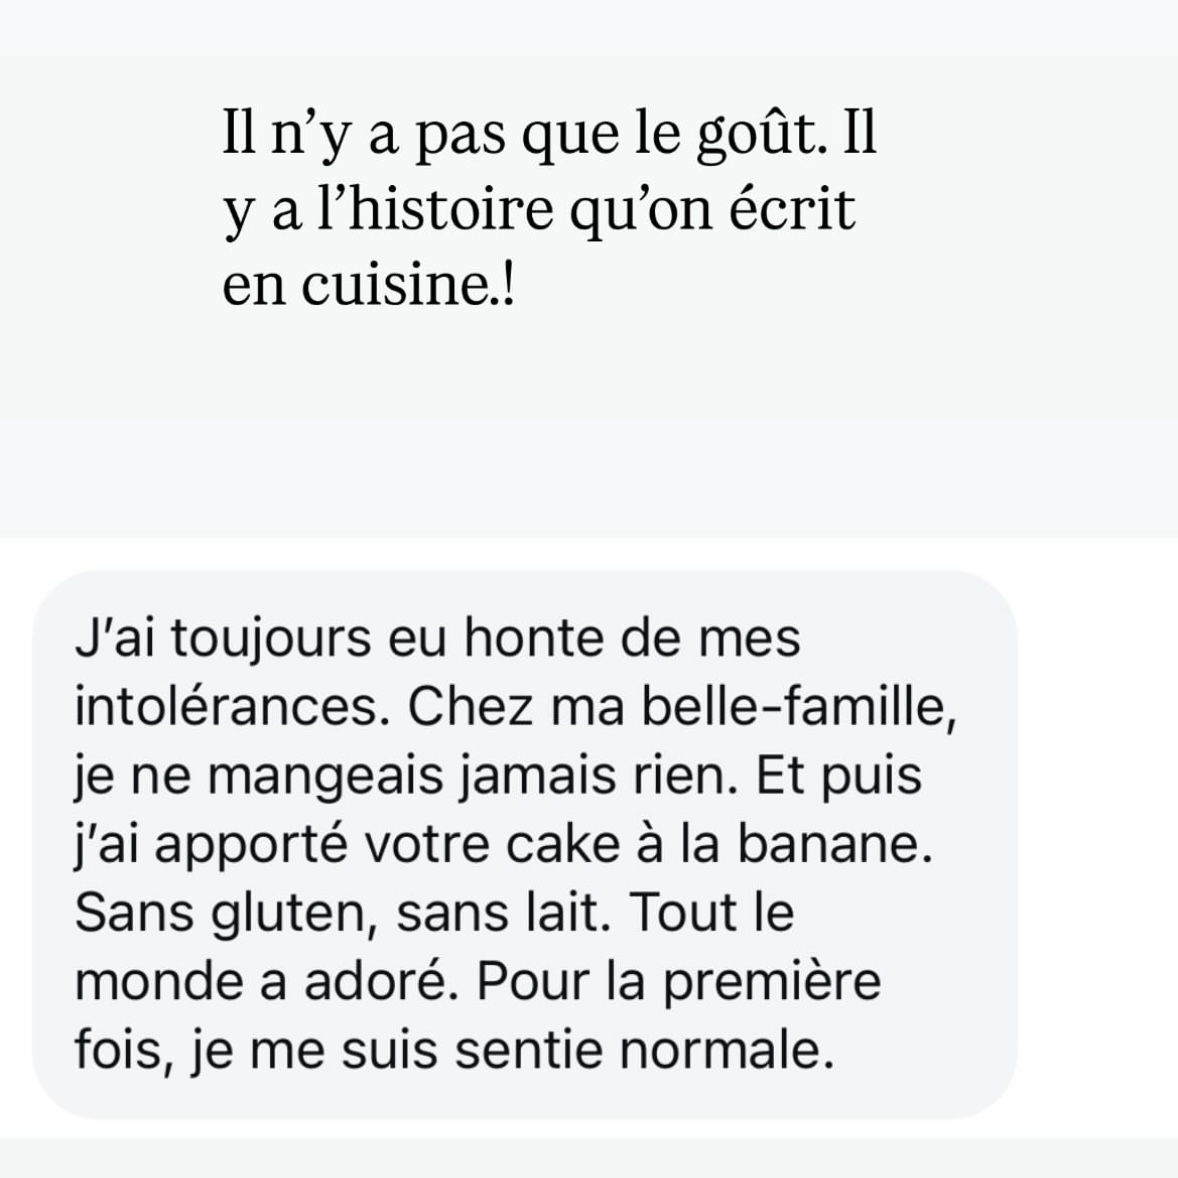 Il n’y a pas que le goût. Il
y a l’histoire qu’on écrit
en cuisine.!
J’ai toujours eu honte de mes
intolérances. Chez ma belle-famille,
je ne mangeais jamais rien. Et puis
j’ai apporté votre cake à la banane.
Sans gluten, sans lait. Tout le
monde a adoré. Pour la première
fois, je me suis sentie normale.